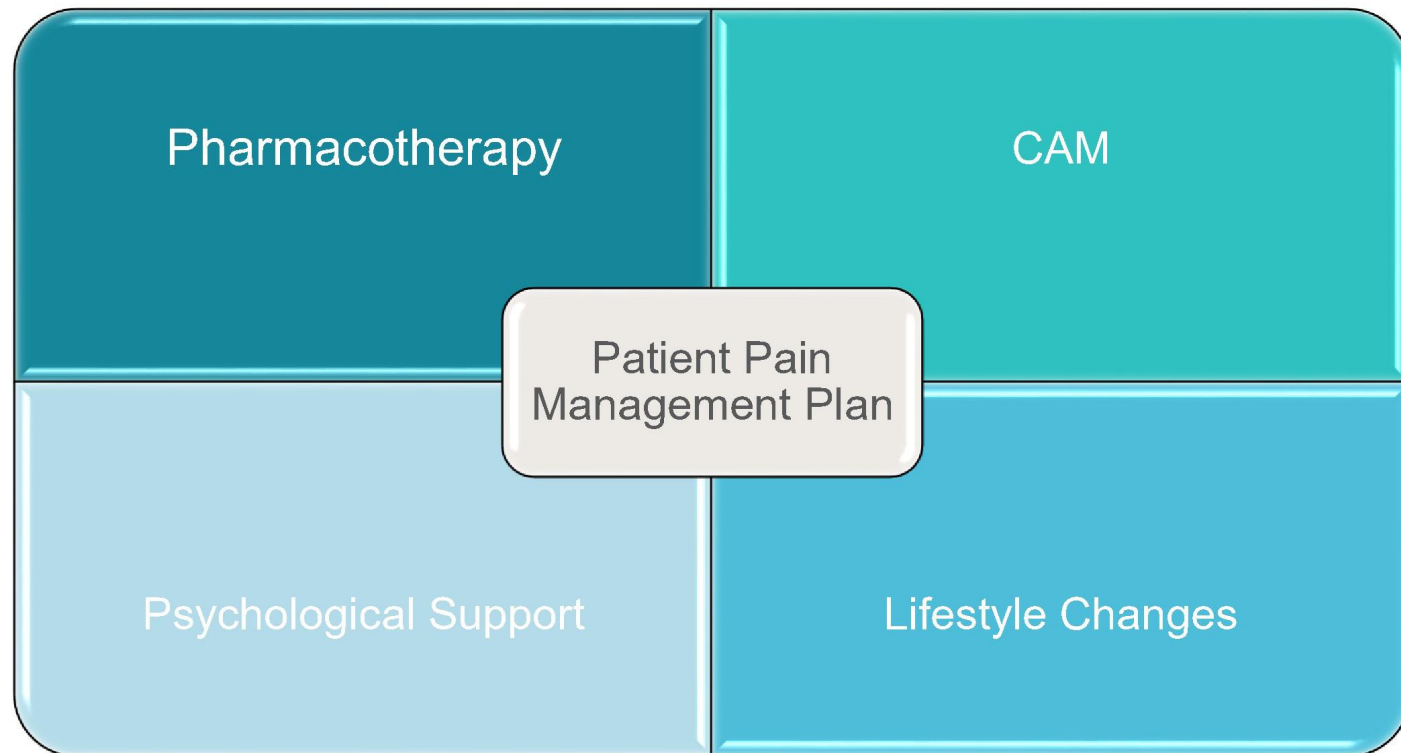 Pharmacotherapy
CAM
Patient Pain
Management Plan
Psychological Support
Lifestyle Changes